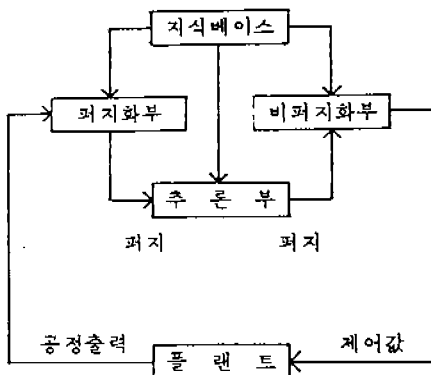 지식베이스
퍼지화부 비퍼지화부
추 론 부
퍼지 퍼지
공정출력 제어값
플 랜 트